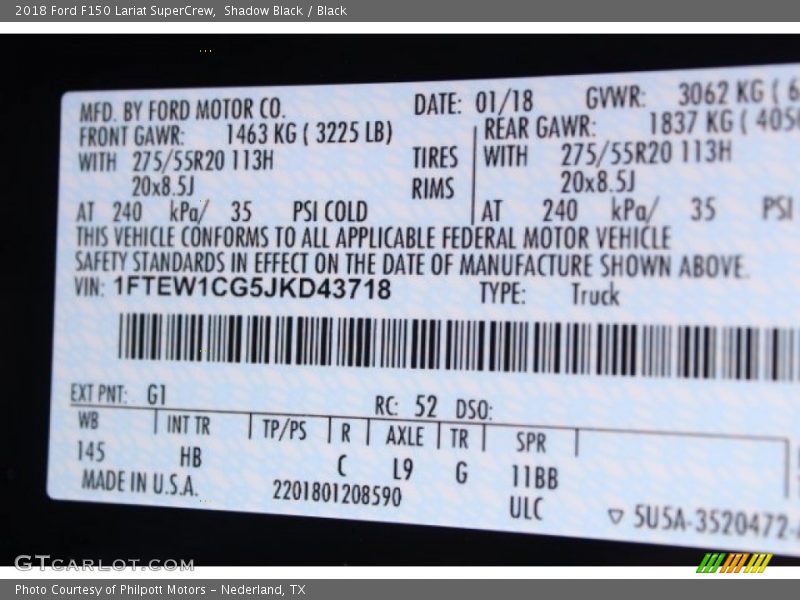 2018 Ford F150 Lariat SuperCrew, Shadow Black / Black
MFD. BY FORD MOTOR CO. DATE: 01/18 GVWR: 3062 KG ( 6
FRONT GAWR: 1463 KG ( 3225 LB) REAR GAWR: 1837 KG ( 4050
WITH 275/55R20 113H TIRES WITH 275/55R20 113H
20x8.5J RIMS 20x8.5J
AT 240 kPa/ 35 PSI COLD AT 240 kPa/ 35 PSI
THIS VEHICLE CONFORMS TO ALL APPLICABLE FEDERAL MOTOR VEHICLE
SAFETY STANDARDS IN EFFECT ON THE DATE OF MANUFACTURE SHOWN ABOVE.
VIN: 1FTEW1CG5JKD43718 TYPE: Truck
EXT PNT: G1 RC: 52 DSO:
WB INT TR TP/PS R AXLE TR SPR
145 HB C L9 G 11BB
MADE IN U.S.A. 2201801208590 ULC ▽ 5U5A-3520472-
GTCarLot.com
Photo Courtesy of Philpott Motors - Nederland, TX